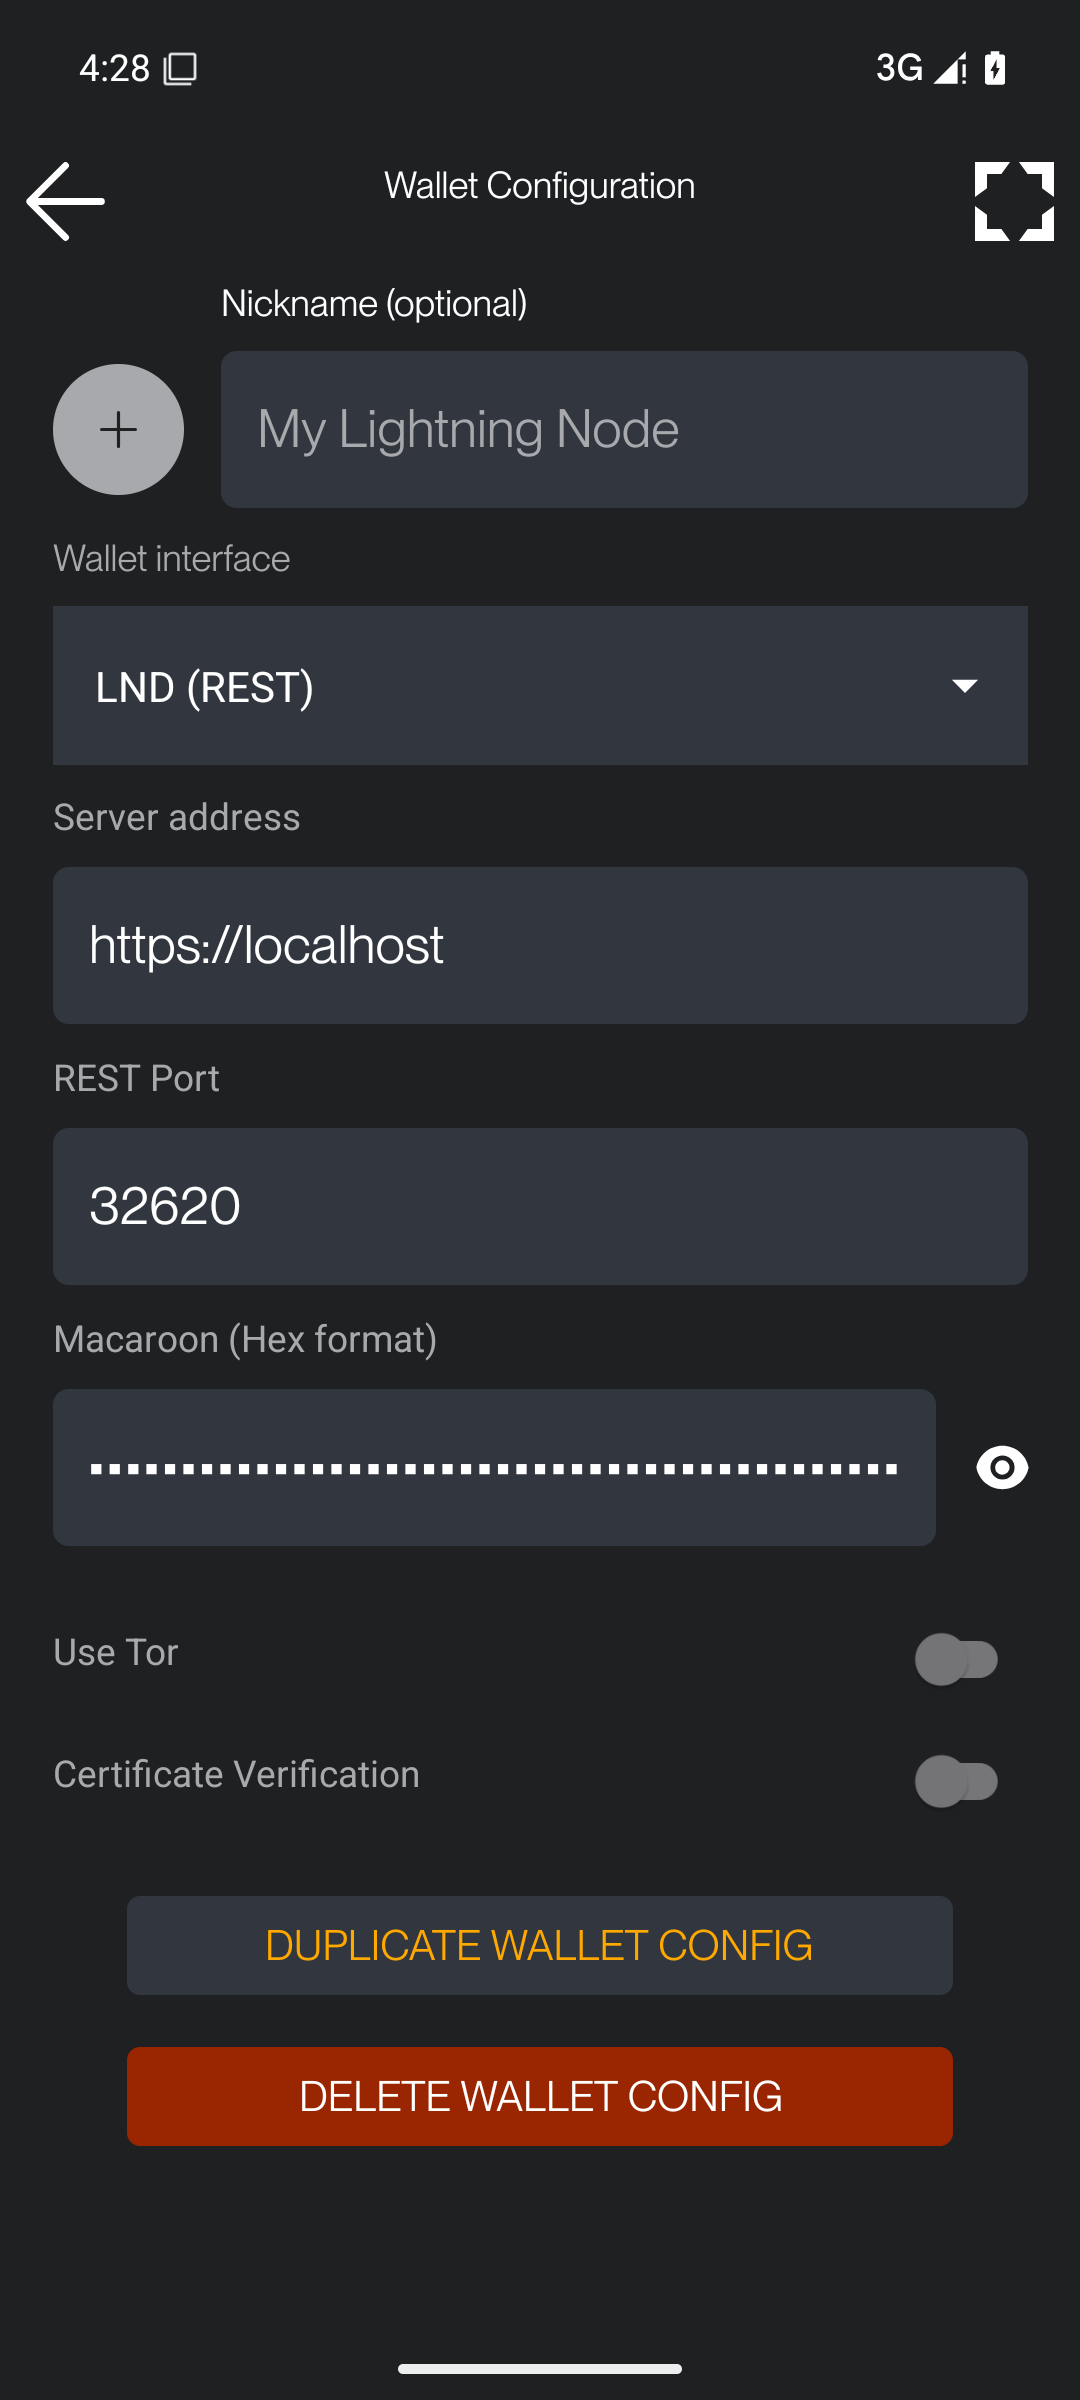 4:28
3G
Wallet Configuration
Nickname (optional)
My Lightning Node
Wallet interface
LND (REST)
Server address
https://localhost
REST Port
32620
Macaroon (Hex format)
Use Tor
Certificate Verification
DUPLICATE WALLET CONFIG
DELETE WALLET CONFIG